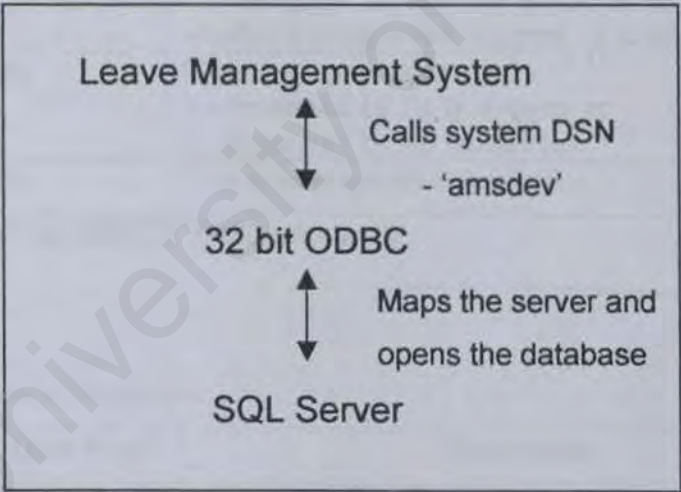 Leave Management System
Calls system DSN
- 'amsdev'
32 bit ODBC
Maps the server and
opens the database
SQL Server